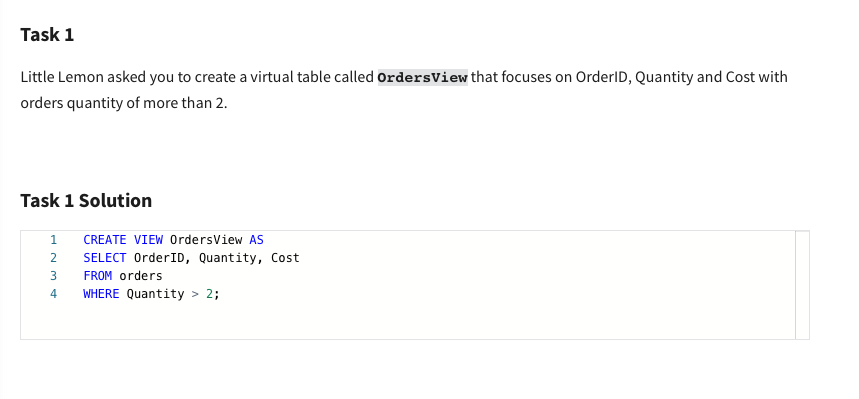 Task 1
Little Lemon asked you to create a virtual table called OrdersView that focuses on OrderID, Quantity and Cost with
orders quantity of more than 2.
Task 1 Solution
1 CREATE VIEW OrdersView AS
2 SELECT OrderID, Quantity, Cost
3 FROM orders
4 WHERE Quantity > 2;